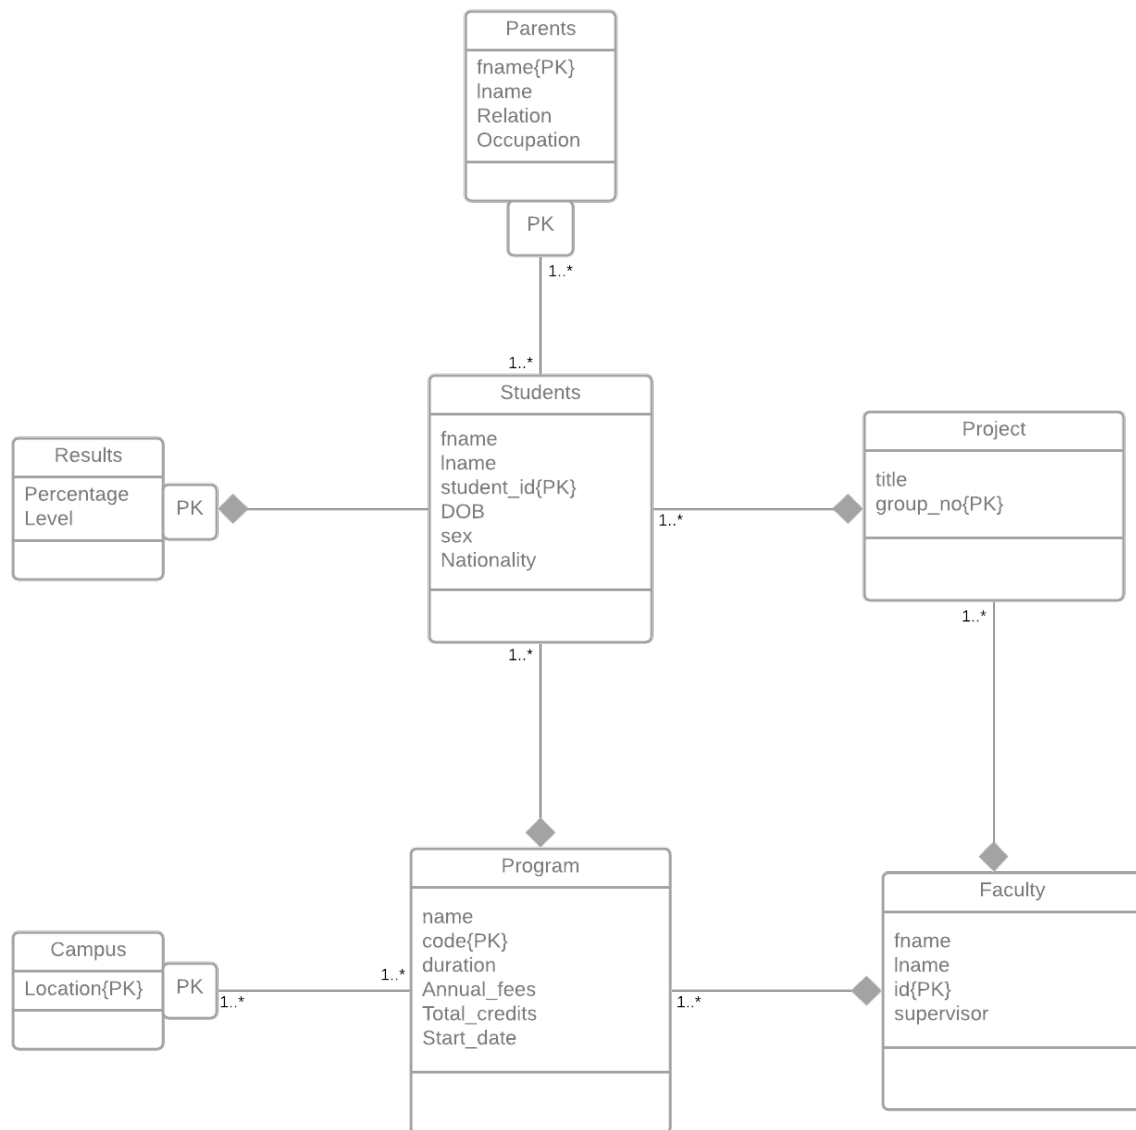 Parents
fname{PK}
lname
Relation
Occupation
PK
1..*
1..*
Students
fname
lname
student_id{PK}
DOB
sex
Nationality
Results
Percentage
Level
PK
1..*
Project
title
group_no{PK}
1..*
1..*
Program
name
code{PK}
duration
Annual_fees
Total_credits
Start_date
Campus
Location{PK}
PK
1..*
1..*
1..*
Faculty
fname
lname
id{PK}
supervisor